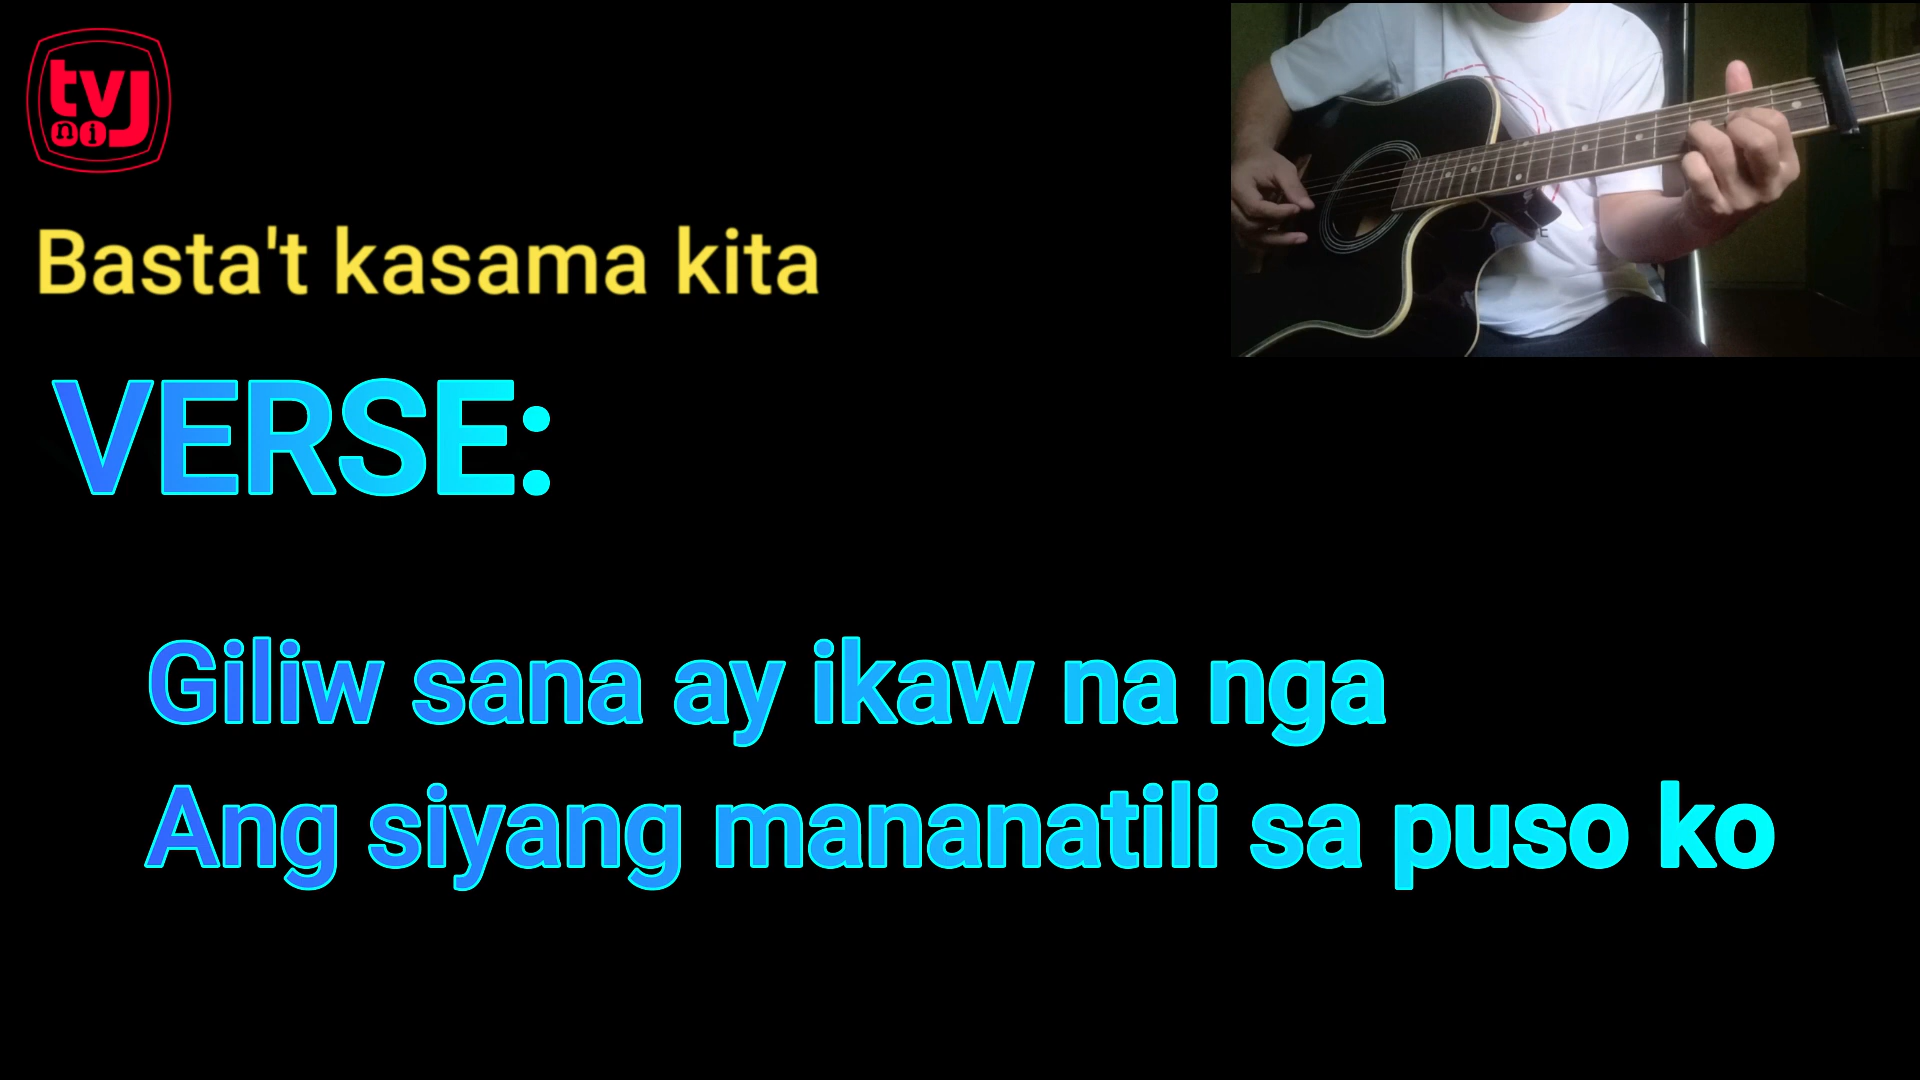 tvj
Basta't kasama kita
VERSE:
Giliw sana ay ikaw na nga
Ang siyang mananatili sa puso ko